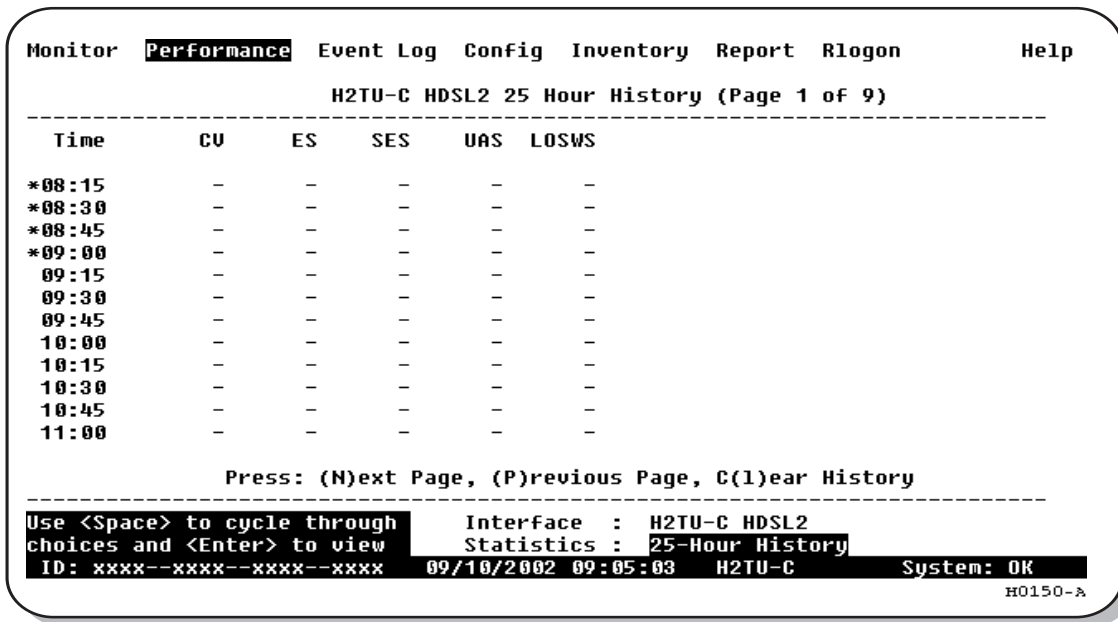 Monitor Performance Event Log Config Inventory Report Rlogon Help
H2TU-C HDSL2 25 Hour History (Page 1 of 9)
Time CV ES SES UAS LOSWS
*08:15 - - - - -
*08:30 - - - - -
*08:45 - - - - -
*09:00 - - - - -
09:15 - - - - -
09:30 - - - - -
09:45 - - - - -
10:00 - - - - -
10:15 - - - - -
10:30 - - - - -
10:45 - - - - -
11:00 - - - - -
Press: (N)ext Page, (P)revious Page, C(l)ear History
Use <Space> to cycle through Interface : H2TU-C HDSL2
choices and <Enter> to view Statistics : 25-Hour History
ID: xxxx--xxxx--xxxx--xxxx 09/10/2002 09:05:03 H2TU-C System: OK
H0150-A